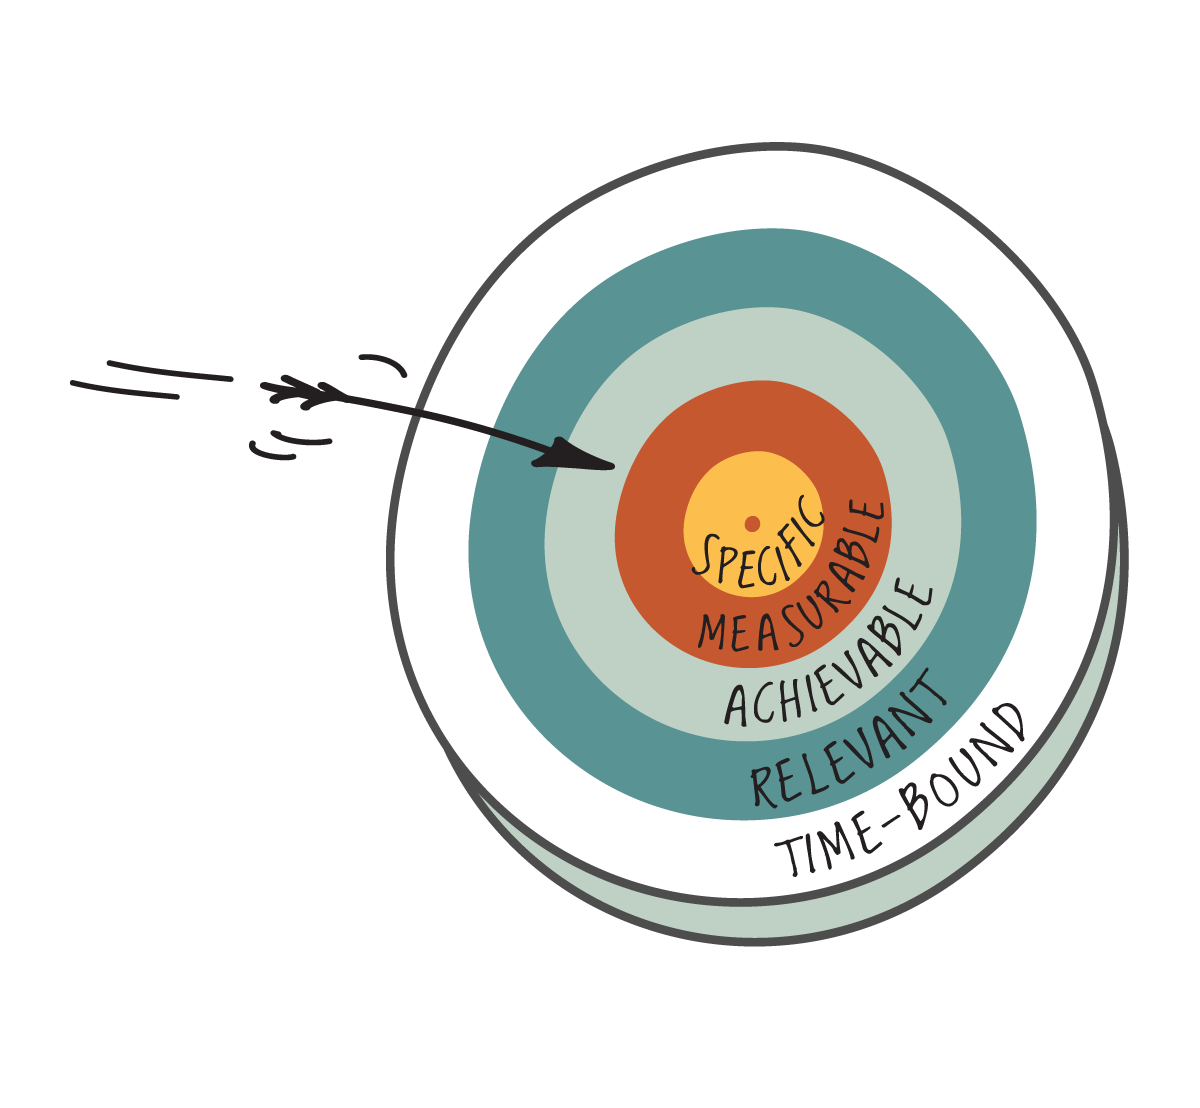 SPECIFIC
MEASURABLE
ACHIEVABLE
RELEVANT
TIME-BOUND